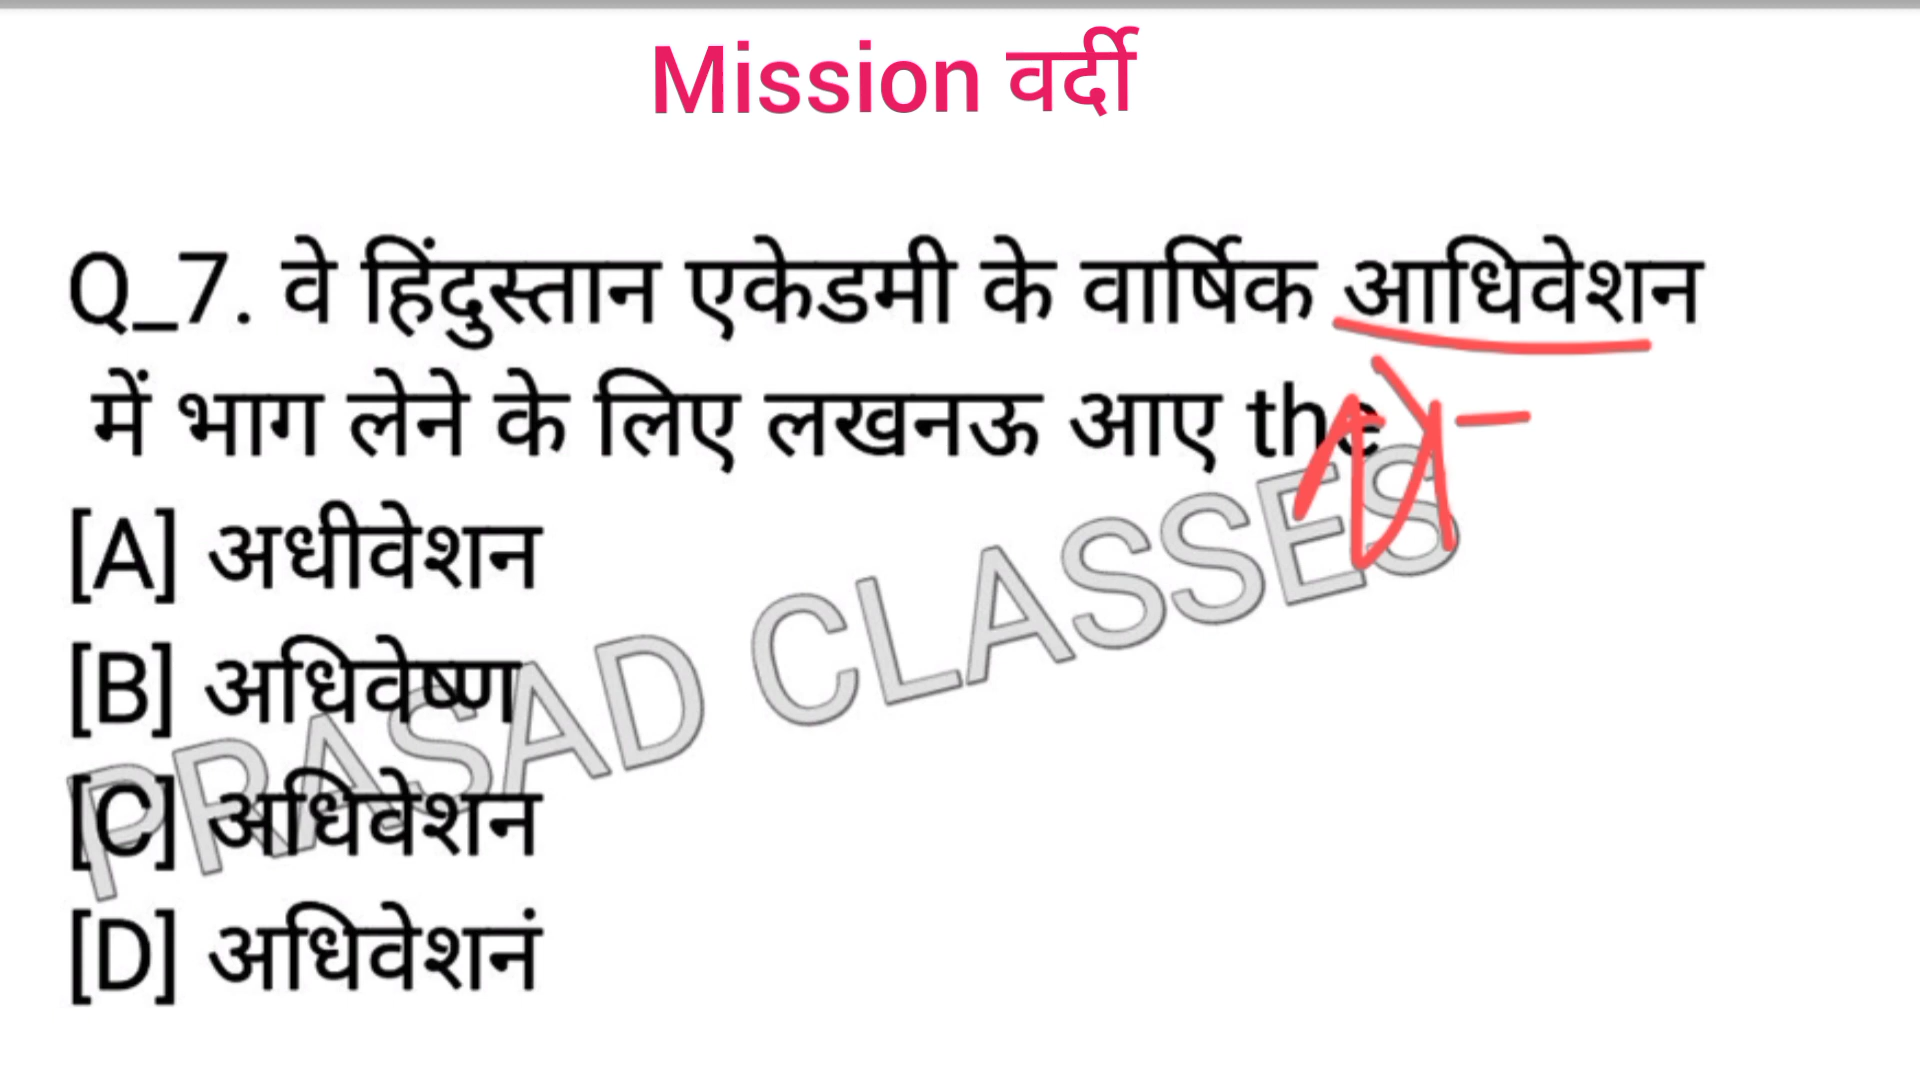 Mission वर्दी
Q_7. वे हिंदुस्तान एकेडमी के वार्षिक आधिवेशन
में भाग लेने के लिए लखनऊ आए the
[A] अधीवेशन
[B] अधिवेष्ण
[C] अधिवेशन
[D] अधिवेशनं
PRASAD CLASSES